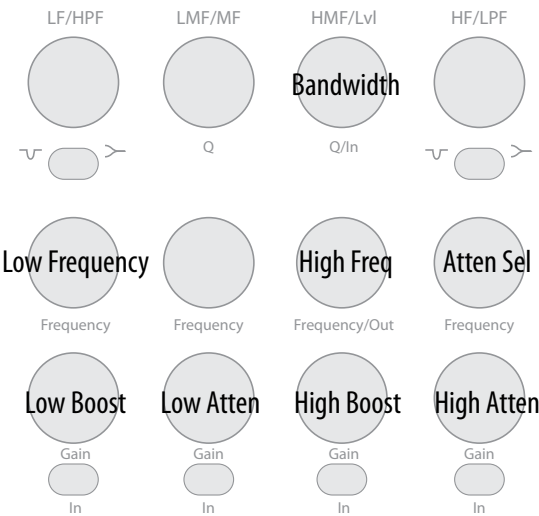 LF/HPF LMF/MF HMF/Lvl HF/LPF
Bandwidth
Q Q/In
Low Frequency High Freq Atten Sel
Frequency Frequency Frequency/Out Frequency
Low Boost Low Atten High Boost High Atten
Gain Gain Gain Gain
In In In In